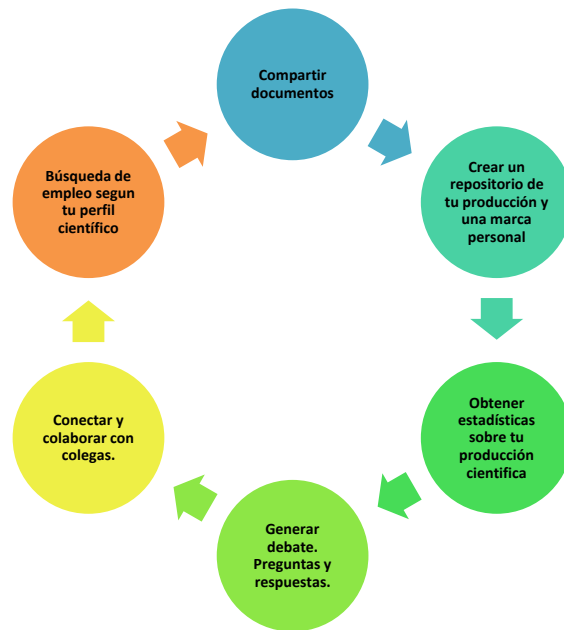 Compartir
documentos
Crear un
repositorio de
tu producción y
una marca
personal
Obtener
estadísticas
sobre tu
producción
cientifica
Generar
debate.
Preguntas y
respuestas.
Conectar y
colaborar con
colegas.
Búsqueda de
empleo segun
tu perfil
científico